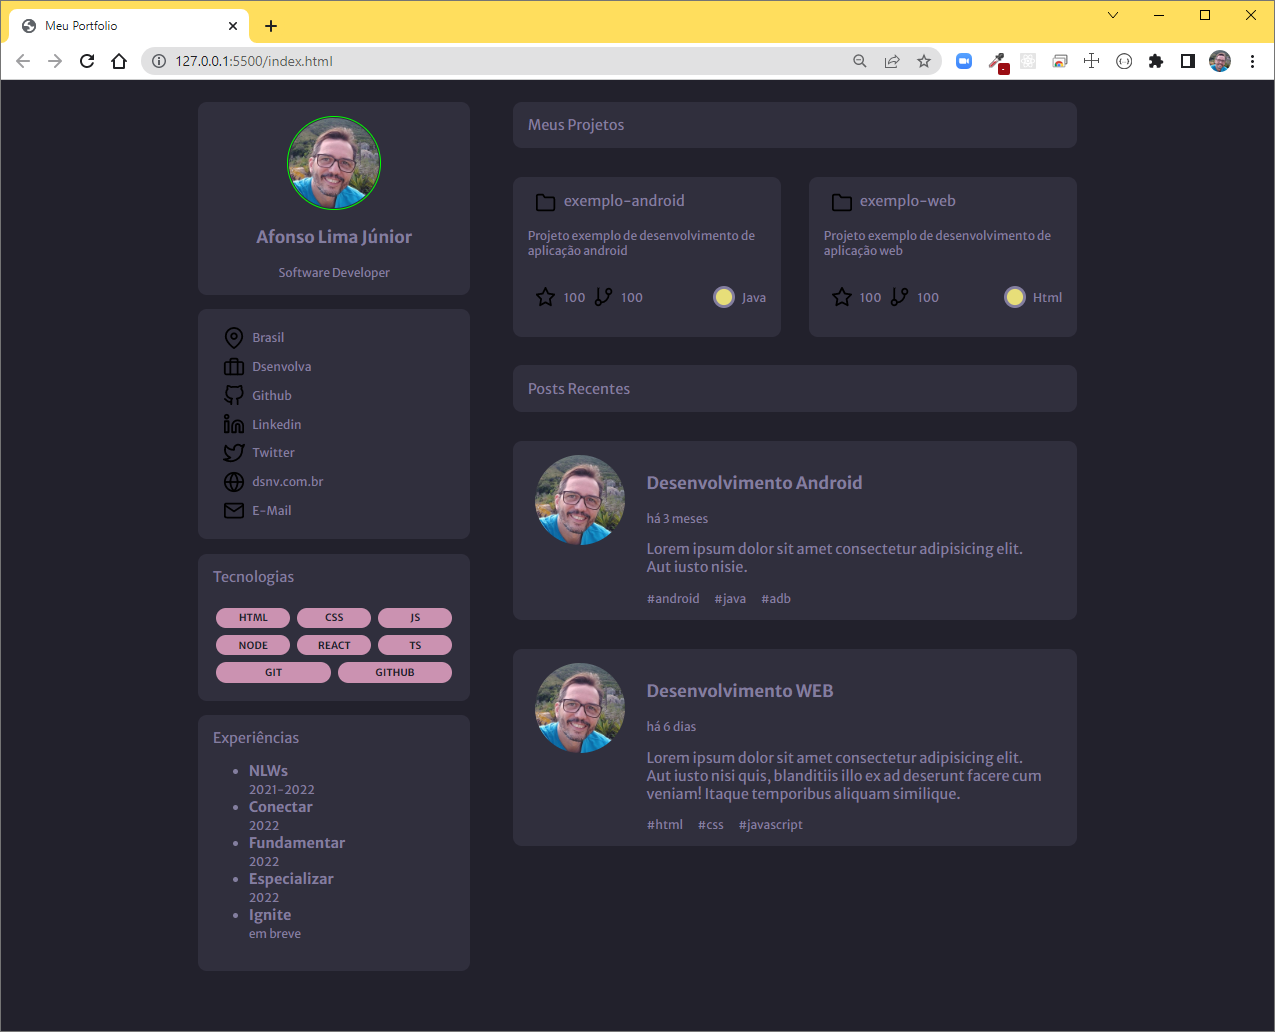 Meu Portfolio
127.0.0.1:5500/index.html
Afonso Lima Júnior
Software Developer
Brasil
Dsenvolva
Github
Linkedin
Twitter
dsnv.com.br
E-Mail
Tecnologias
HTML CSS JS
NODE REACT TS
GIT GITHUB
Experiências
NLWs
2021-2022
Conectar
2022
Fundamentar
2022
Especializar
2022
Ignite
em breve
Meus Projetos
exemplo-android
Projeto exemplo de desenvolvimento de
aplicação android
100 100 Java
exemplo-web
Projeto exemplo de desenvolvimento de
aplicação web
100 100 Html
Posts Recentes
Desenvolvimento Android
há 3 meses
Lorem ipsum dolor sit amet consectetur adipisicing elit.
Aut iusto nisie.
#android #java #adb
Desenvolvimento WEB
há 6 dias
Lorem ipsum dolor sit amet consectetur adipisicing elit.
Aut iusto nisi quis, blanditiis illo ex ad deserunt facere cum
veniam! Itaque temporibus aliquam similique.
#html #css #javascript